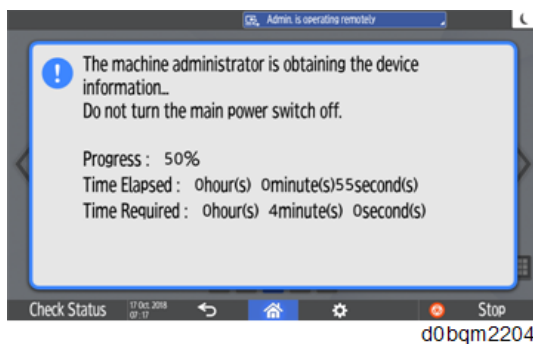 Admin. is operating remotely
The machine administrator is obtaining the device
information...
Do not turn the main power switch off.
Progress : 50%
Time Elapsed : 0hour(s) 0minute(s)55second(s)
Time Required : 0hour(s) 4minute(s) 0second(s)
Check Status
17 Oct. 2018
07 : 17
Stop
d0bqm2204